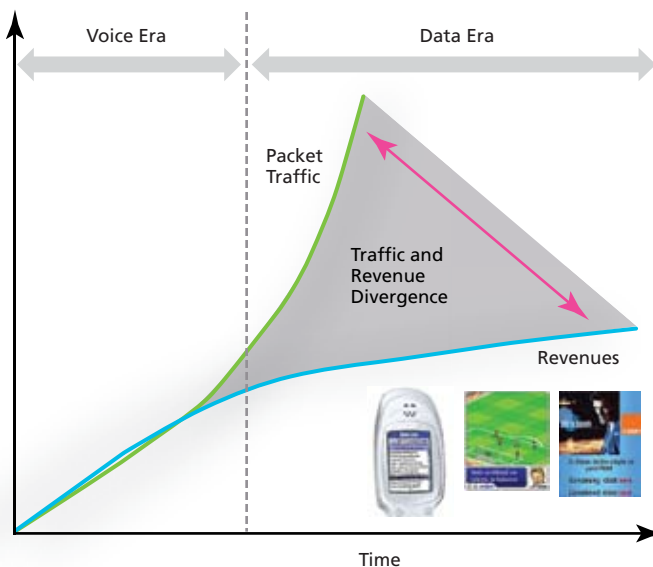 Voice Era
Data Era
Packet
Traffic
Traffic and
Revenue
Divergence
Revenues
Time